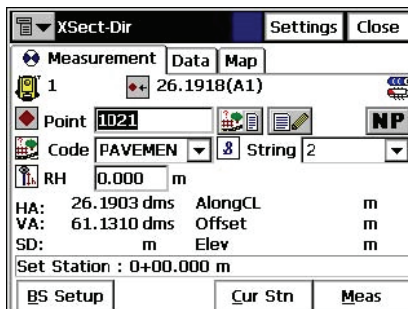 XSect-Dir Settings Close
Measurement Data Map
1 26.1918(A1)
Point 1021 NP
Code PAVEMEN String 2
RH 0.000 m
HA: 26.1903 dms AlongCL m
VA: 61.1310 dms Offset m
SD: m Elev m
Set Station : 0+00.000 m
BS Setup Cur Stn Meas